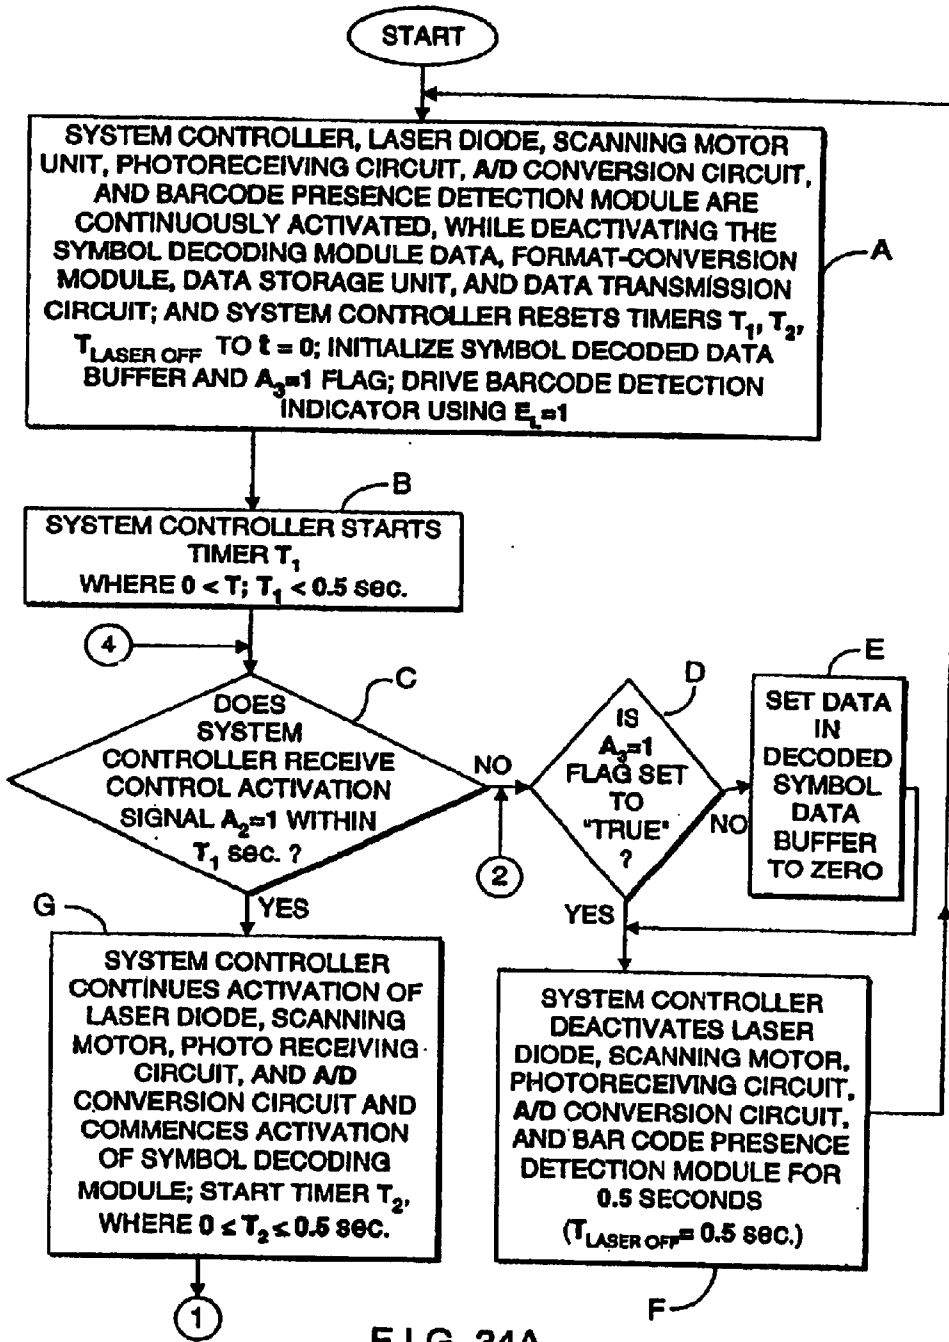 START
SYSTEM CONTROLLER, LASER DIODE, SCANNING MOTOR
UNIT, PHOTORECEIVING CIRCUIT, A/D CONVERSION CIRCUIT,
AND BARCODE PRESENCE DETECTION MODULE ARE
CONTINUOUSLY ACTIVATED, WHILE DEACTIVATING THE
SYMBOL DECODING MODULE DATA, FORMAT-CONVERSION
MODULE, DATA STORAGE UNIT, AND DATA TRANSMISSION
CIRCUIT; AND SYSTEM CONTROLLER RESETS TIMERS T₁, T₂,
T LASER OFF TO t = 0; INITIALIZE SYMBOL DECODED DATA
BUFFER AND A₃=1 FLAG; DRIVE BARCODE DETECTION
INDICATOR USING E_L=1
A
B
SYSTEM CONTROLLER STARTS
TIMER T₁
WHERE 0 < T; T₁ < 0.5 sec.
4
C
DOES
SYSTEM
CONTROLLER RECEIVE
CONTROL ACTIVATION
SIGNAL A₂=1 WITHIN
T₁ sec. ?
NO
2
D
IS
A₃=1
FLAG SET
TO
"TRUE"
?
NO
E
SET DATA
IN
DECODED
SYMBOL
DATA
BUFFER
TO ZERO
YES
YES
G
SYSTEM CONTROLLER
CONTINUES ACTIVATION OF
LASER DIODE, SCANNING
MOTOR, PHOTO RECEIVING
CIRCUIT, AND A/D
CONVERSION CIRCUIT AND
COMMENCES ACTIVATION
OF SYMBOL DECODING
MODULE; START TIMER T₂,
WHERE 0 ≤ T₂ ≤ 0.5 sec.
1
SYSTEM CONTROLLER
DEACTIVATES LASER
DIODE, SCANNING MOTOR,
PHOTORECEIVING CIRCUIT,
A/D CONVERSION CIRCUIT,
AND BAR CODE PRESENCE
DETECTION MODULE FOR
0.5 SECONDS
(T LASER OFF = 0.5 sec.)
F
FIG. 24A